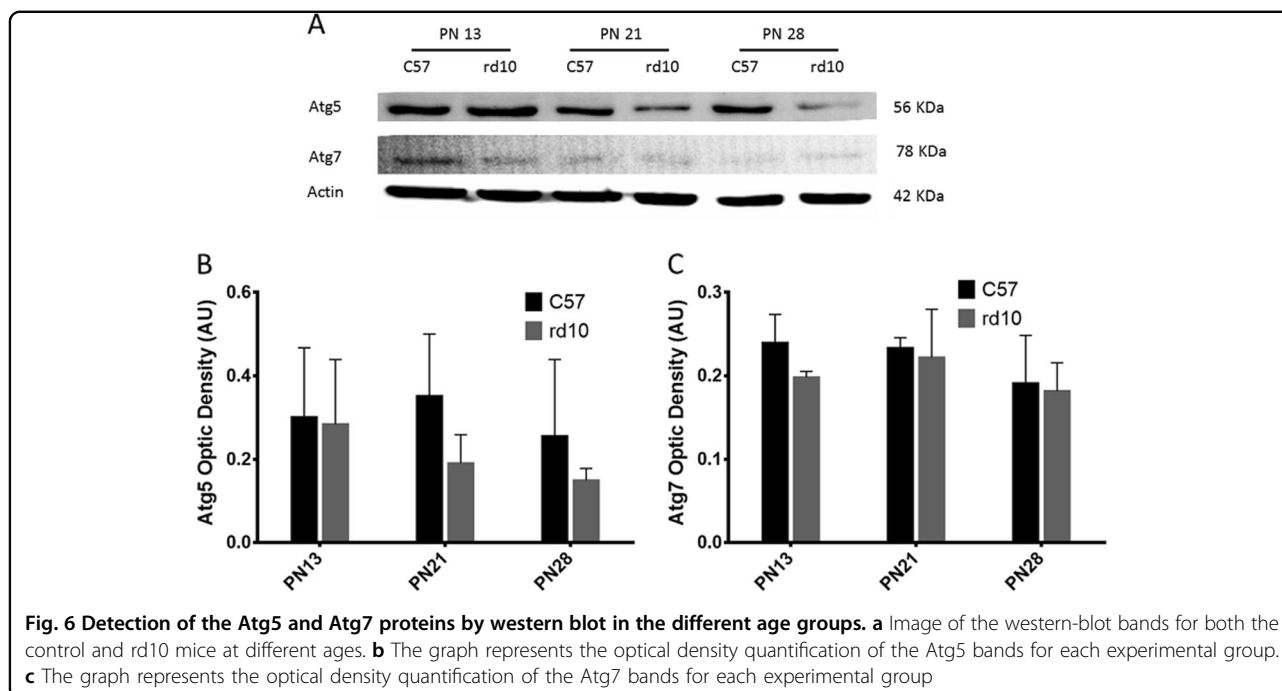 A
PN 13 PN 21 PN 28
C57 rd10 C57 rd10 C57 rd10
Atg5 56 KDa
Atg7 78 KDa
Actin 42 KDa
B
Atg5 Optic Density (AU)
0.6
0.4
0.2
0.0
C57
rd10
PN13 PN21 PN28
C
Atg7 Optic Density (AU)
0.3
0.2
0.1
0.0
C57
rd10
PN13 PN21 PN28
Fig. 6 Detection of the Atg5 and Atg7 proteins by western blot in the different age groups. a Image of the western-blot bands for both the
control and rd10 mice at different ages. b The graph represents the optical density quantification of the Atg5 bands for each experimental group.
c The graph represents the optical density quantification of the Atg7 bands for each experimental group